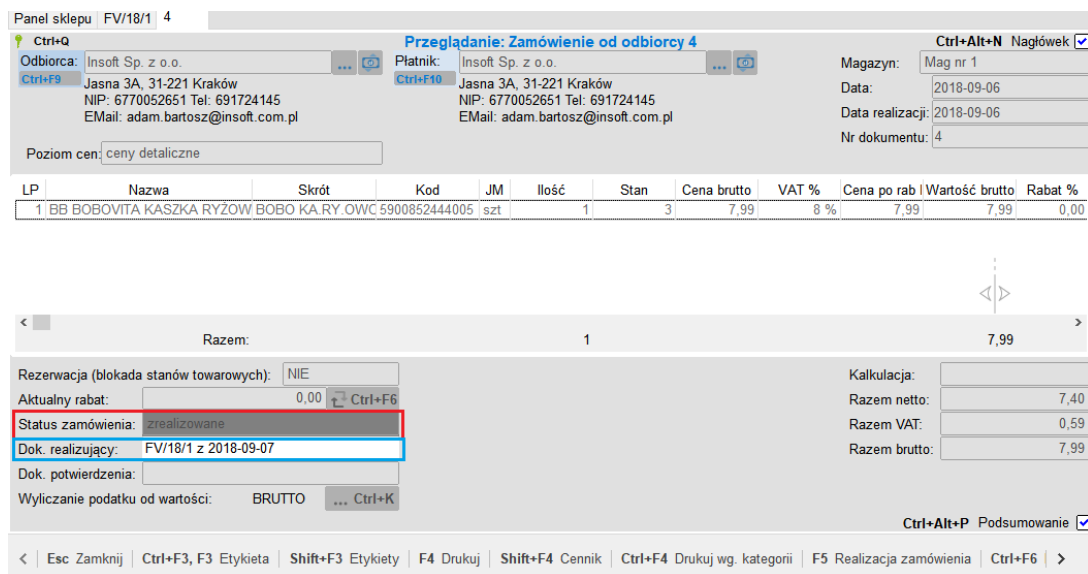 Panel sklepu FV/18/1 4
Ctrl+Q Przeglądanie: Zamówienie od odbiorcy 4 Ctrl+Alt+N Nagłówek
Odbiorca: Insoft Sp. z o.o. ... Płatnik: Insoft Sp. z o.o. ... Magazyn: Mag nr 1
Ctrl+F9 Jasna 3A, 31-221 Kraków Ctrl+F10 Jasna 3A, 31-221 Kraków Data: 2018-09-06
NIP: 6770052651 Tel: 691724145 NIP: 6770052651 Tel: 691724145 Data realizacji: 2018-09-06
EMail: adam.bartosz@insoft.com.pl EMail: adam.bartosz@insoft.com.pl
Nr dokumentu: 4
Poziom cen: ceny detaliczne
LP Nazwa Skrót Kod JM Ilość Stan Cena brutto VAT % Cena po rab Wartość brutto Rabat %
1 BB BOBOVITA KASZKA RYŻOW BOBO KA.RY.OWC 5900852444005 szt 1 3 7,99 8 % 7,99 7,99 0,00
Razem: 1 7,99
Rezerwacja (blokada stanów towarowych): NIE Kalkulacja:
Aktualny rabat: 0,00 Ctrl+F6 Razem netto: 7,40
Status zamówienia: zrealizowane Razem VAT: 0,59
Dok. realizujący: FV/18/1 z 2018-09-07 Razem brutto: 7,99
Dok. potwierdzenia:
Wyliczanie podatku od wartości: BRUTTO ... Ctrl+K
Ctrl+Alt+P Podsumowanie
Esc Zamknij Ctrl+F3, F3 Etykieta Shift+F3 Etykiety F4 Drukuj Shift+F4 Cennik Ctrl+F4 Drukuj wg. kategorii F5 Realizacja zamówienia Ctrl+F6